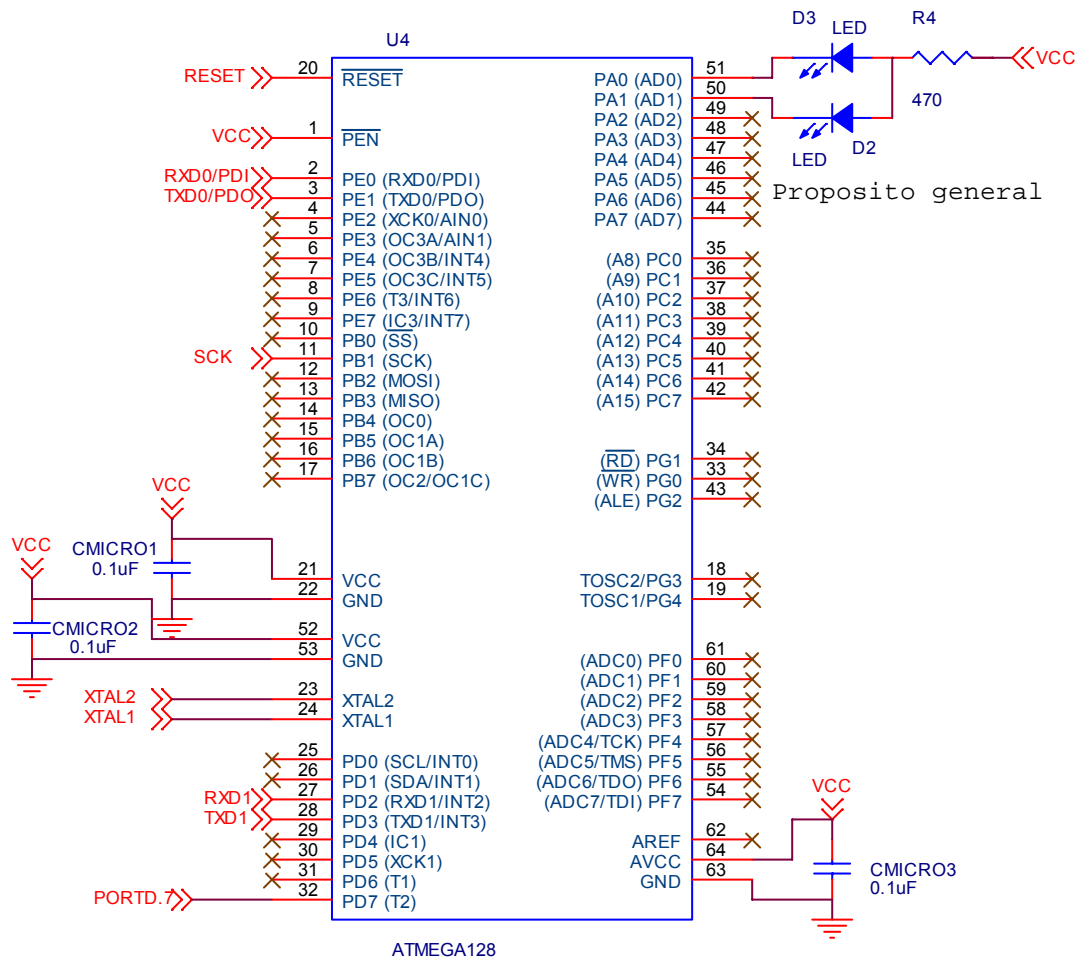 D3
LED
R4
U4
RESET
20
RESET
PA0 (AD0)
51
VCC
PA1 (AD1)
50
470
PA2 (AD2)
49
VCC
1
PEN
PA3 (AD3)
48
D2
PA4 (AD4)
47
LED
RXD0/PDI
2
PE0 (RXD0/PDI)
PA5 (AD5)
46
TXD0/PDO
3
PE1 (TXD0/PDO)
PA6 (AD6)
45
Proposito general
4
PE2 (XCK0/AIN0)
PA7 (AD7)
44
5
PE3 (OC3A/AIN1)
6
PE4 (OC3B/INT4)
(A8) PC0
35
7
PE5 (OC3C/INT5)
(A9) PC1
36
8
PE6 (T3/INT6)
(A10) PC2
37
9
PE7 (IC3/INT7)
(A11) PC3
38
10
PB0 (SS)
(A12) PC4
39
SCK
11
PB1 (SCK)
(A13) PC5
40
12
PB2 (MOSI)
(A14) PC6
41
13
PB3 (MISO)
(A15) PC7
42
14
PB4 (OC0)
15
PB5 (OC1A)
16
PB6 (OC1B)
(RD) PG1
34
17
PB7 (OC2/OC1C)
(WR) PG0
33
VCC
(ALE) PG2
43
VCC
CMICRO1
0.1uF
21
VCC
TOSC2/PG3
18
22
GND
TOSC1/PG4
19
CMICRO2
0.1uF
52
VCC
53
GND
(ADC0) PF0
61
(ADC1) PF1
60
XTAL2
23
XTAL2
(ADC2) PF2
59
XTAL1
24
XTAL1
(ADC3) PF3
58
(ADC4/TCK) PF4
57
25
PD0 (SCL/INT0)
(ADC5/TMS) PF5
56
26
PD1 (SDA/INT1)
(ADC6/TDO) PF6
55
RXD1
27
PD2 (RXD1/INT2)
(ADC7/TDI) PF7
54
VCC
TXD1
28
PD3 (TXD1/INT3)
29
PD4 (IC1)
AREF
62
30
PD5 (XCK1)
AVCC
64
31
PD6 (T1)
GND
63
CMICRO3
0.1uF
PORTD.7
32
PD7 (T2)
ATMEGA128